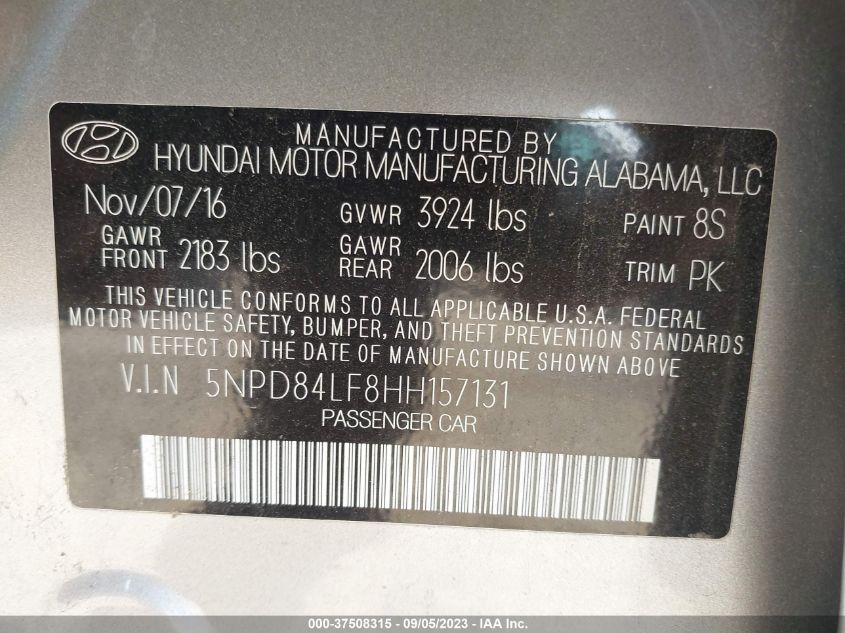 MANUFACTURED BY
HYUNDAI MOTOR MANUFACTURING ALABAMA, LLC
Nov/07/16 GVWR 3924 lbs PAINT 8S
GAWR FRONT 2183 lbs GAWR REAR 2006 lbs TRIM PK
THIS VEHICLE CONFORMS TO ALL APPLICABLE U.S.A. FEDERAL
MOTOR VEHICLE SAFETY, BUMPER, AND THEFT PREVENTION STANDARDS
IN EFFECT ON THE DATE OF MANUFACTURE SHOWN ABOVE
V.I.N 5NPD84LF8HH157131
PASSENGER CAR
000-37508315 - 09/05/2023 - IAA Inc.